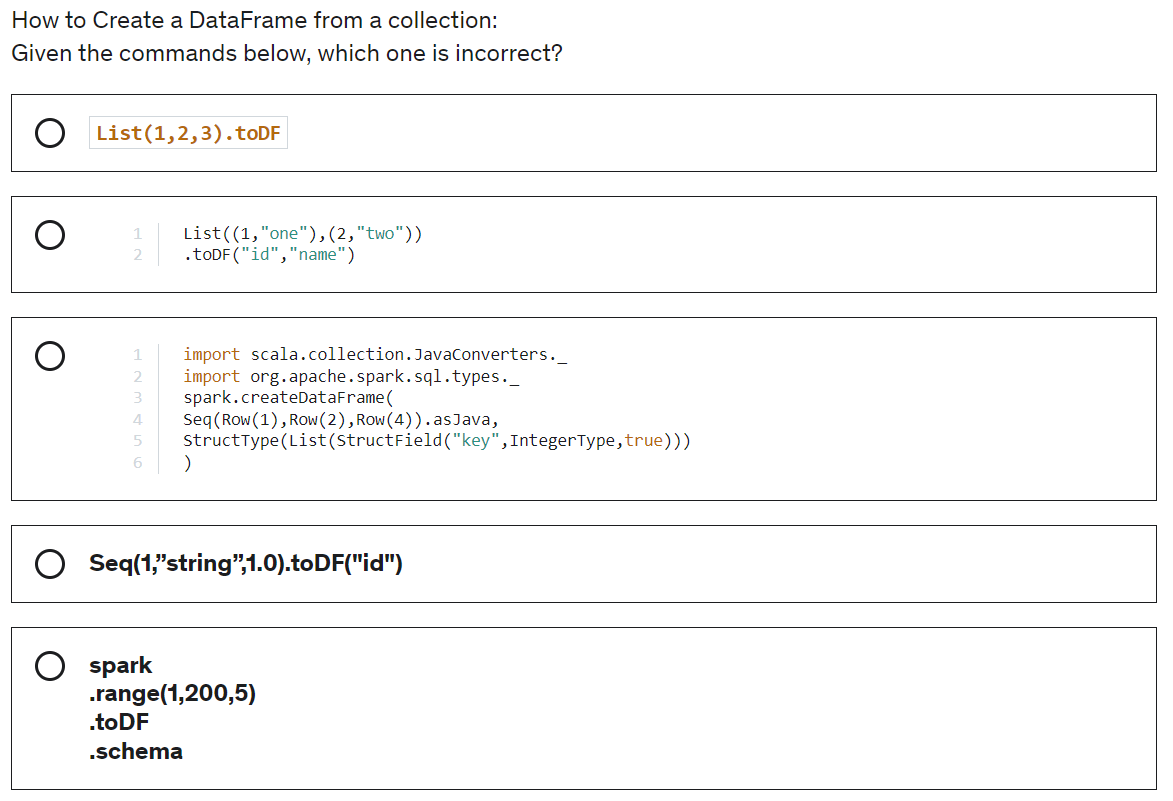 How to Create a DataFrame from a collection:
Given the commands below, which one is incorrect?
List(1,2,3).toDF
1 List((1,"one"),(2,"two"))
2 .toDF("id","name")
1 import scala.collection.JavaConverters._
2 import org.apache.spark.sql.types._
3 spark.createDataFrame(
4 Seq(Row(1),Row(2),Row(4)).asJava,
5 StructType(List(StructField("key",IntegerType,true)))
6 )
Seq(1,”string”,1.0).toDF("id")
spark
.range(1,200,5)
.toDF
.schema